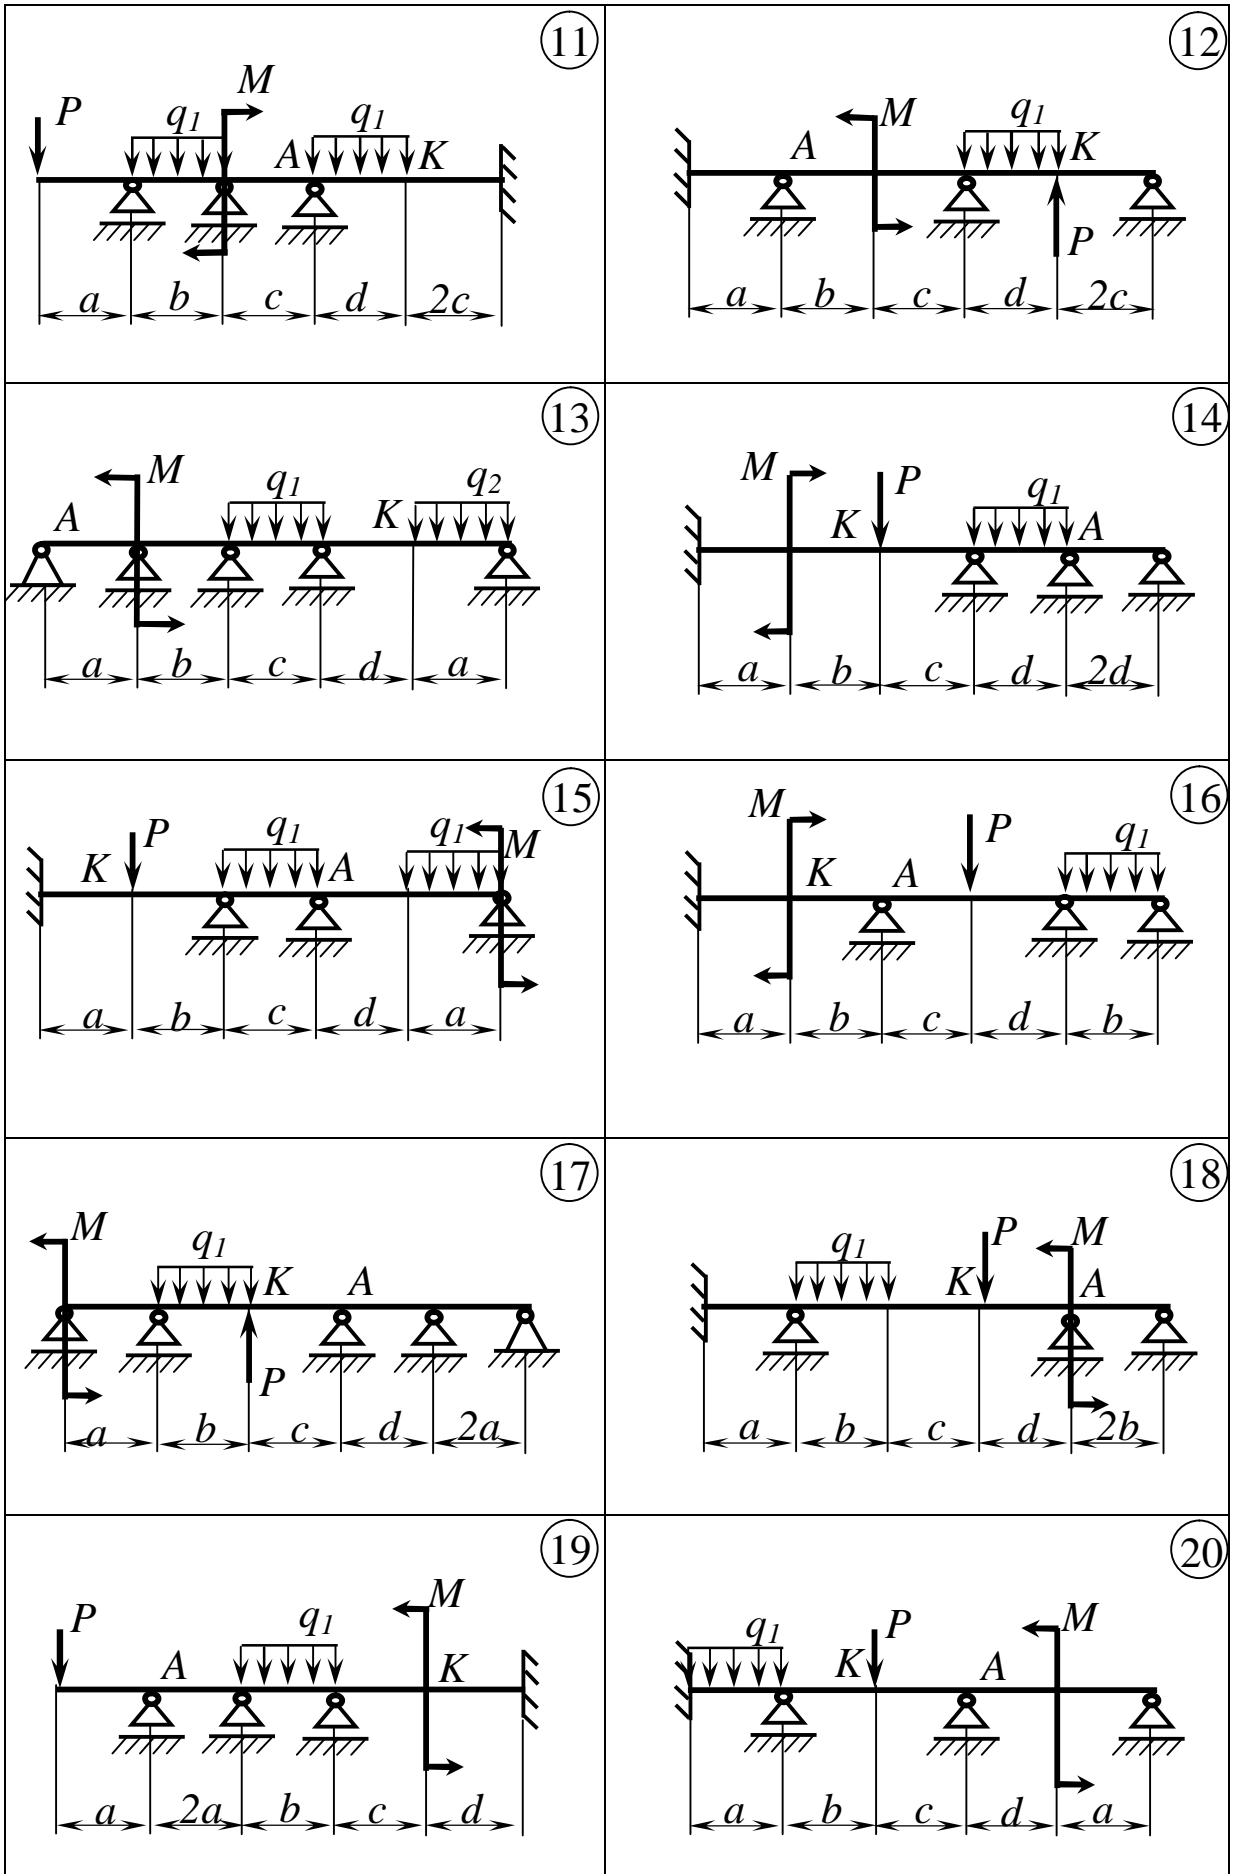 11
M
P q1 q1
A K
a b c d 2c
12
M q1
A K
P
a b c d 2c
13
M q1 q2
A K
a b c d a
14
M P
q1
K A
a b c d 2d
15
P q1 q1 M
K A
a b c d a
16
M P q1
K A
a b c d b
17
M q1
K A
P
a b c d 2a
18
q1 P M
K A
a b c d 2b
19
P q1 M
A K
a 2a b c d
20
q1 P M
K A
a b c d a